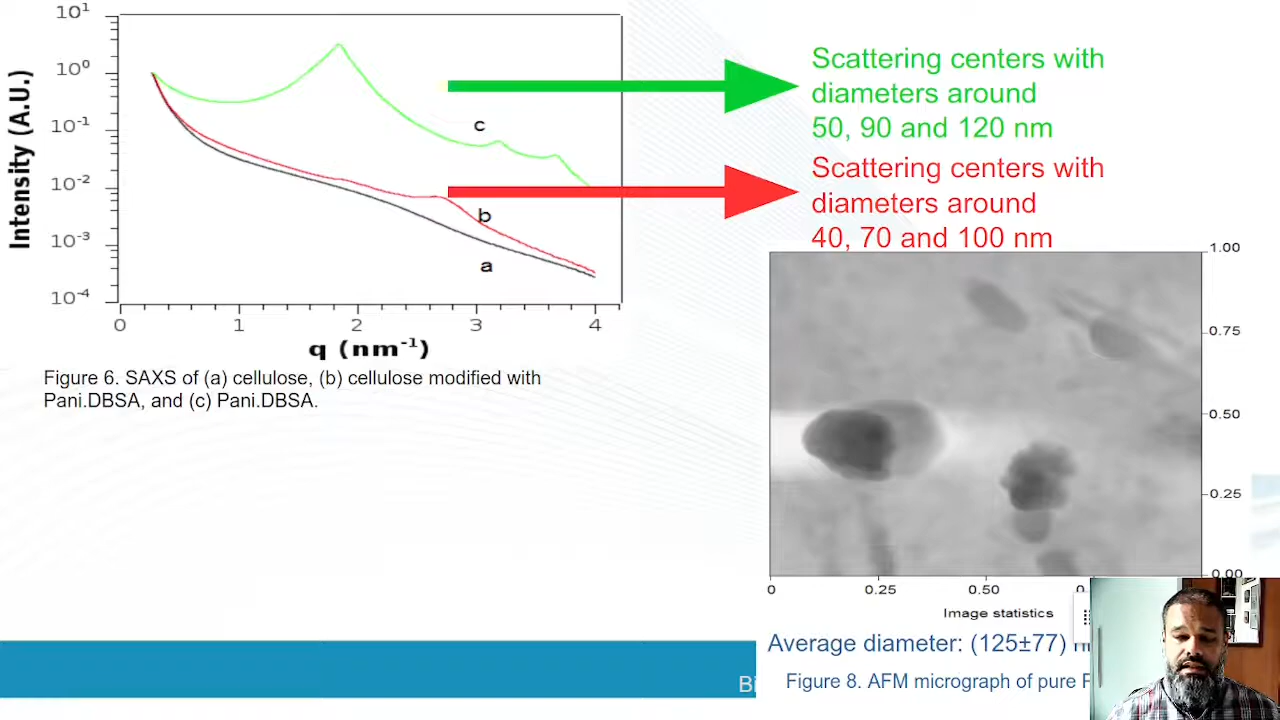 10¹
10⁰
10⁻¹
10⁻²
10⁻³
10⁻⁴
Intensity (A.U.)
c
b
a
0 1 2 3 4
q (nm⁻¹)
Figure 6. SAXS of (a) cellulose, (b) cellulose modified with
Pani.DBSA, and (c) Pani.DBSA.
Scattering centers with
diameters around
50, 90 and 120 nm
Scattering centers with
diameters around
40, 70 and 100 nm
1.00
0.75
0.50
0.25
0.00
0 0.25 0.50
Image statistics
Average diameter: (125±77)
Figure 8. AFM micrograph of pure